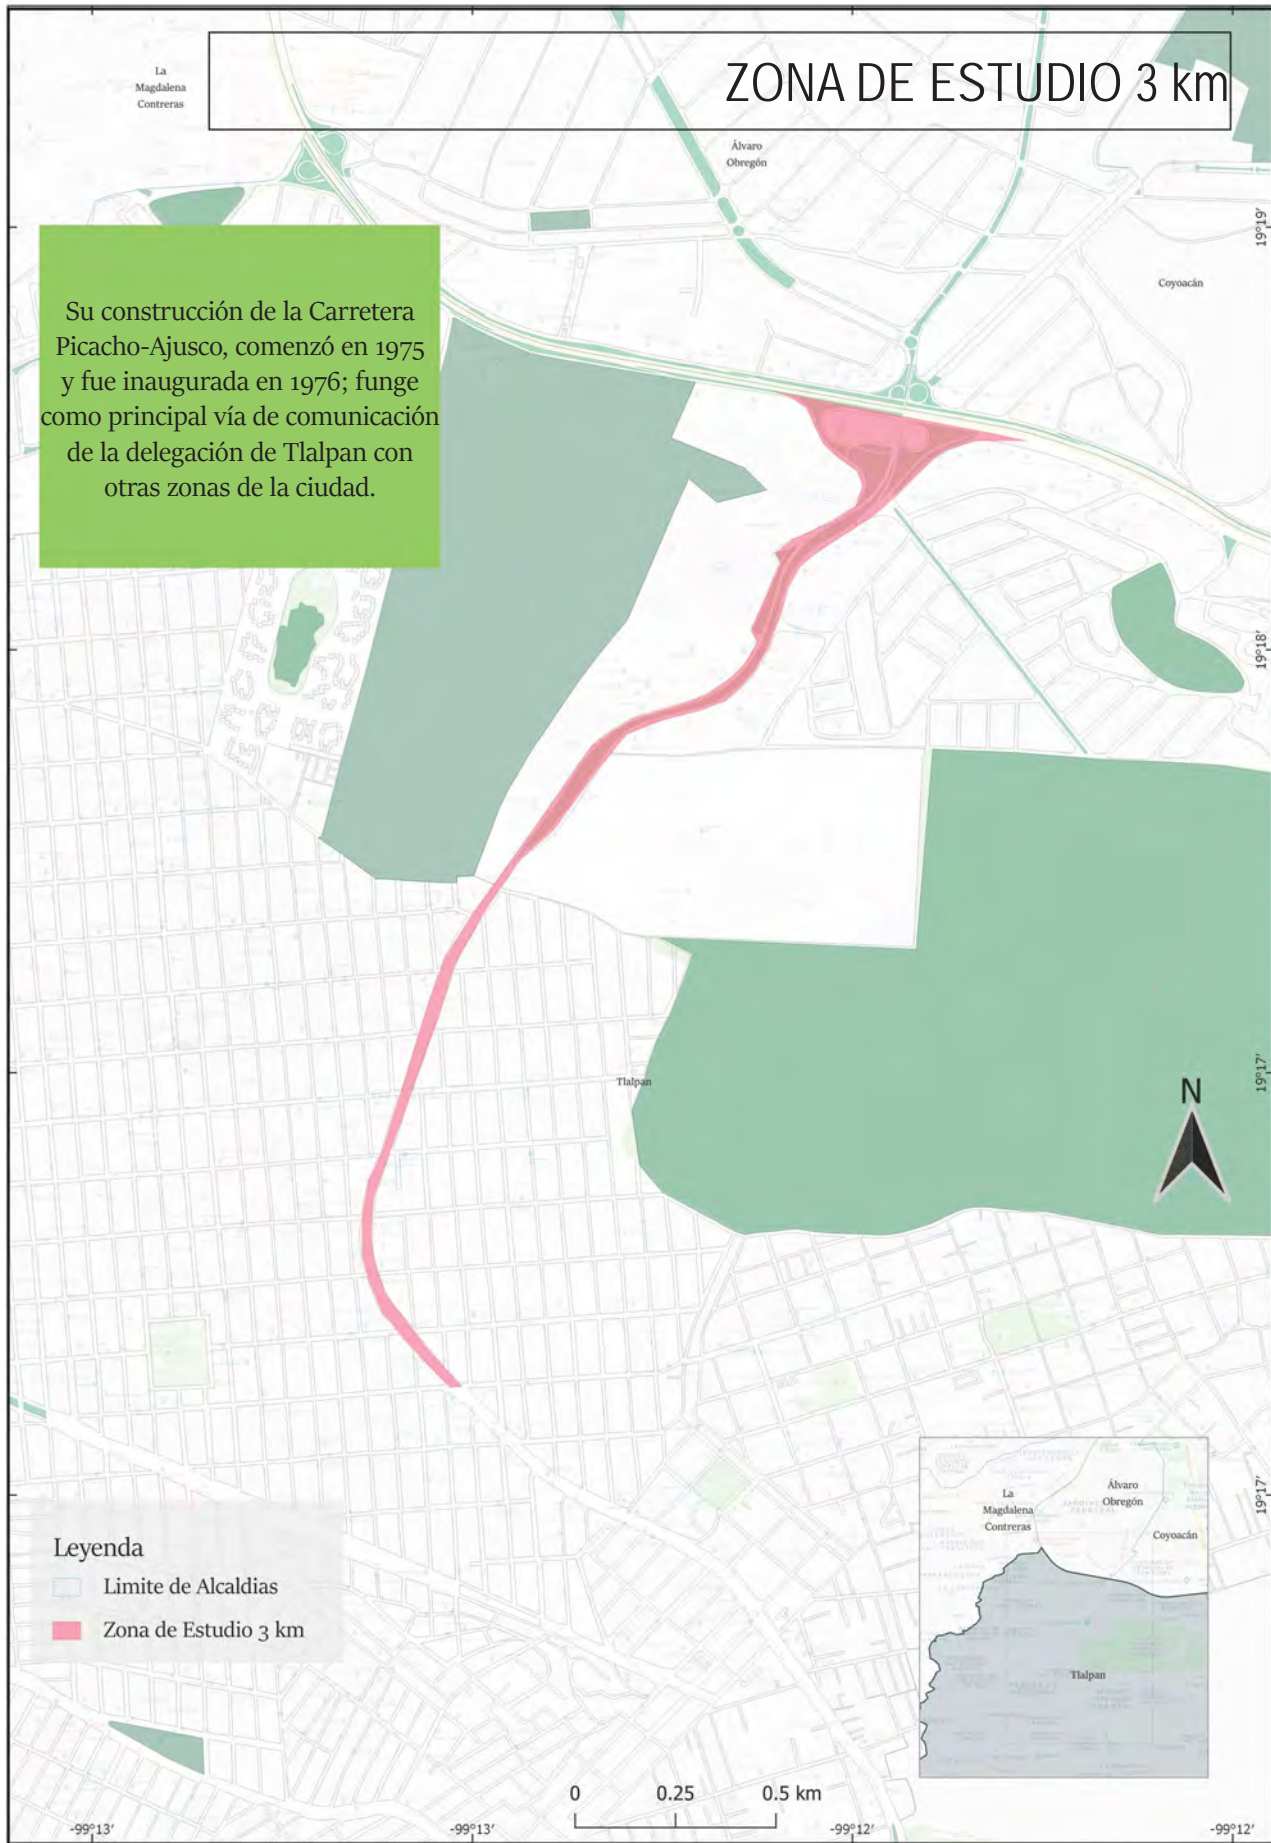 ZONA DE ESTUDIO 3 km
La
Magdalena
Contreras
Álvaro
Obregón
Coyoacán
19°19'
Su construcción de la Carretera
Picacho-Ajusco, comenzó en 1975
y fue inaugurada en 1976; funge
como principal vía de comunicación
de la delegación de Tlalpan con
otras zonas de la ciudad.
19°18'
Tlalpan
19°17'
N
19°17'
Leyenda
Limite de Alcaldias
Zona de Estudio 3 km
La
Magdalena
Contreras
Álvaro
Obregón
Coyoacán
Tlalpan
0 0.25 0.5 km
-99°13' -99°13' -99°12' -99°12'